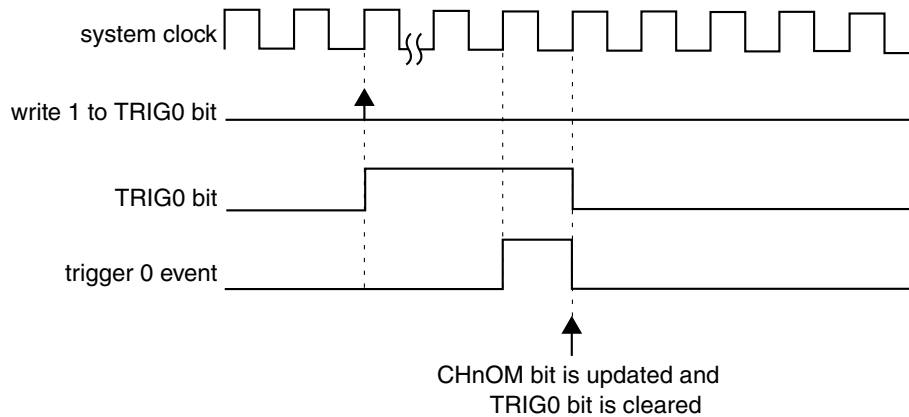 system clock
write 1 to TRIG0 bit
TRIG0 bit
trigger 0 event
CHnOM bit is updated and
TRIG0 bit is cleared